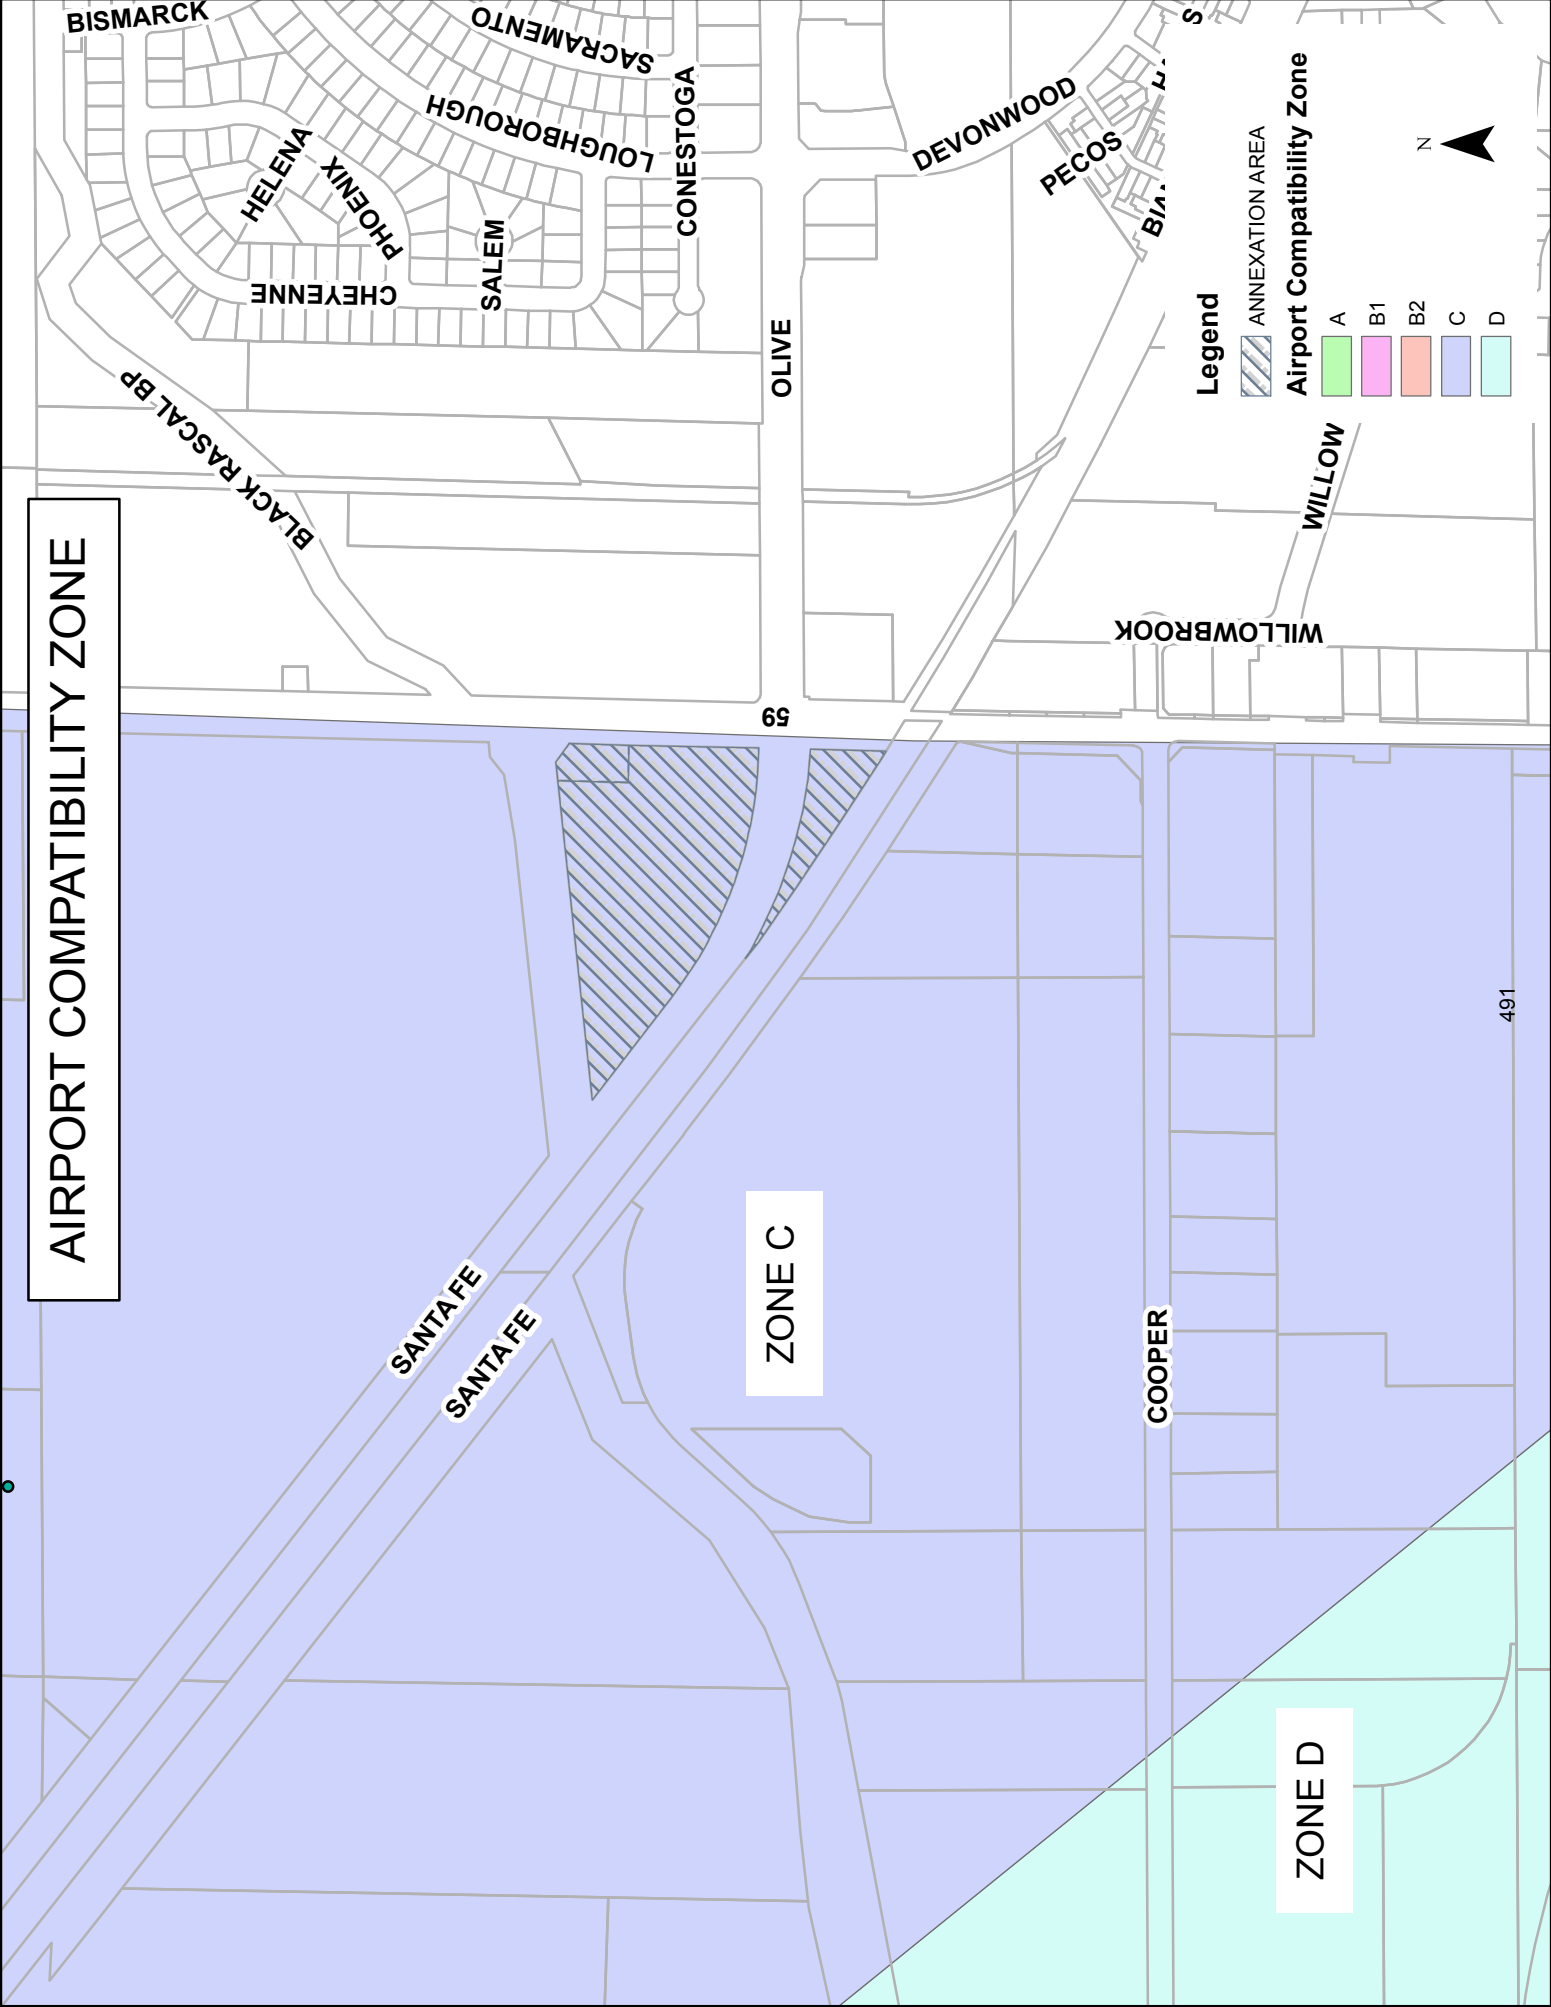 AIRPORT COMPATIBILITY ZONE
BISMARCK
SACRAMENTO
LOUGHBOROUGH
CONESTOGA
HELENA
PHOENIX
SALEM
CHEYENNE
BLACK RASCAL BP
OLIVE
DEVONWOOD
PECOS
59
WILLOW
WILLOWBROOK
SANTA FE
SANTA FE
ZONE C
COOPER
491
ZONE D
Legend
ANNEXATION AREA
Airport Compatibility Zone
A
B1
B2
C
D
N